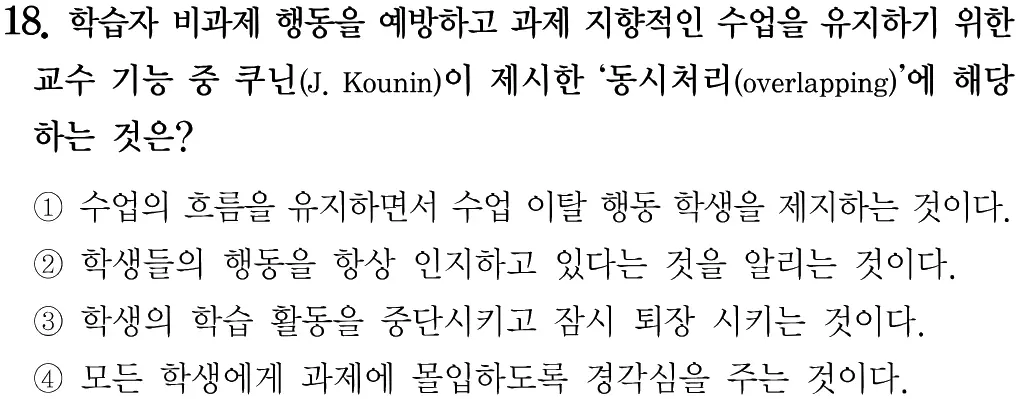 18. 학습자 비과제 행동을 예방하고 과제 지향적인 수업을 유지하기 위한
교수 기능 중 쿠닌(J. Kounin)이 제시한 ‘동시처리(overlapping)’에 해당
하는 것은?
① 수업의 흐름을 유지하면서 수업 이탈 행동 학생을 제지하는 것이다.
② 학생들의 행동을 항상 인지하고 있다는 것을 알리는 것이다.
③ 학생의 학습 활동을 중단시키고 잠시 퇴장 시키는 것이다.
④ 모든 학생에게 과제에 몰입하도록 경각심을 주는 것이다.